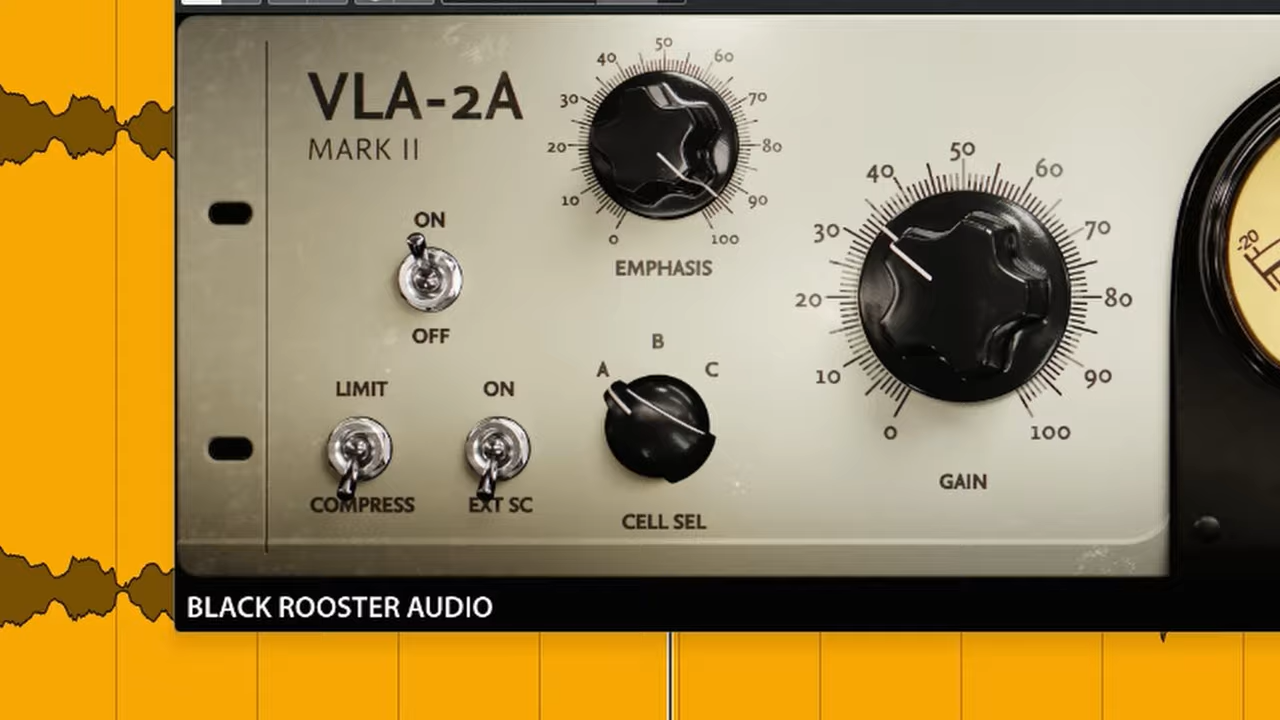 VLA-2A
MARK II
ON
OFF
LIMIT
COMPRESS
ON
EXT SC
0
10
20
30
40
50
60
70
80
90
100
EMPHASIS
A
B
C
CELL SEL
0
10
20
30
40
50
60
70
80
90
100
GAIN
-20
BLACK ROOSTER AUDIO